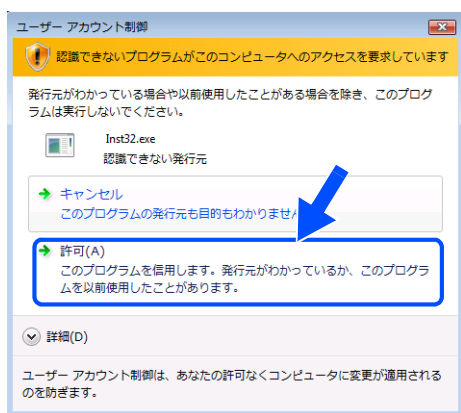 ユーザー アカウント制御
認識できないプログラムがこのコンピュータへのアクセスを要求しています
発行元がわかっている場合や以前使用したことがある場合を除き、このプログ
ラムは実行しないでください。
Inst32.exe
認識できない発行元
キャンセル
このプログラムの発行元も目的もわかりません
許可(A)
このプログラムを信用します。発行元がわかっているか、このプログラ
ムを以前使用したことがあります。
詳細(D)
ユーザー アカウント制御は、あなたの許可なくコンピュータに変更が適用される
のを防ぎます。